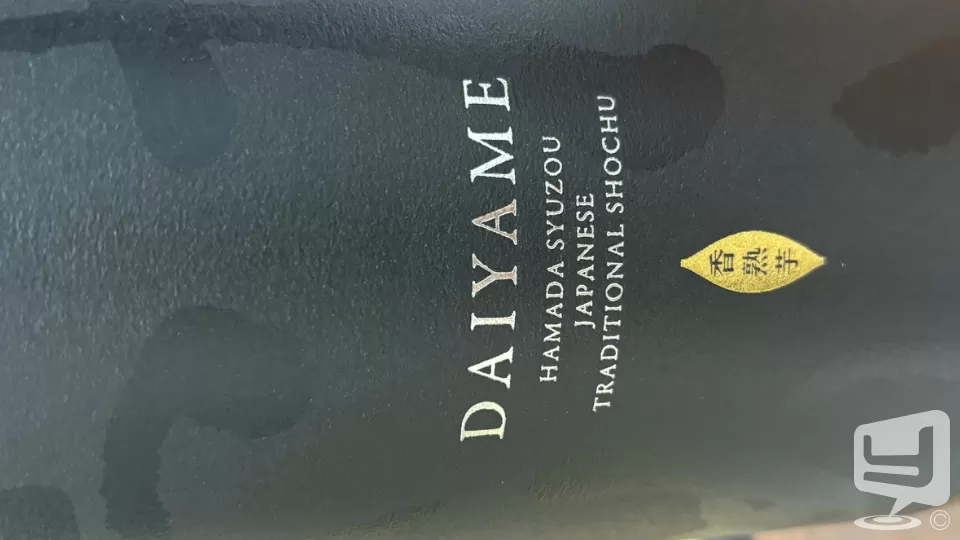 DAIYAME
HAMADA SYUZOU
JAPANESE
TRADITIONAL SHOCHU
香熟芋